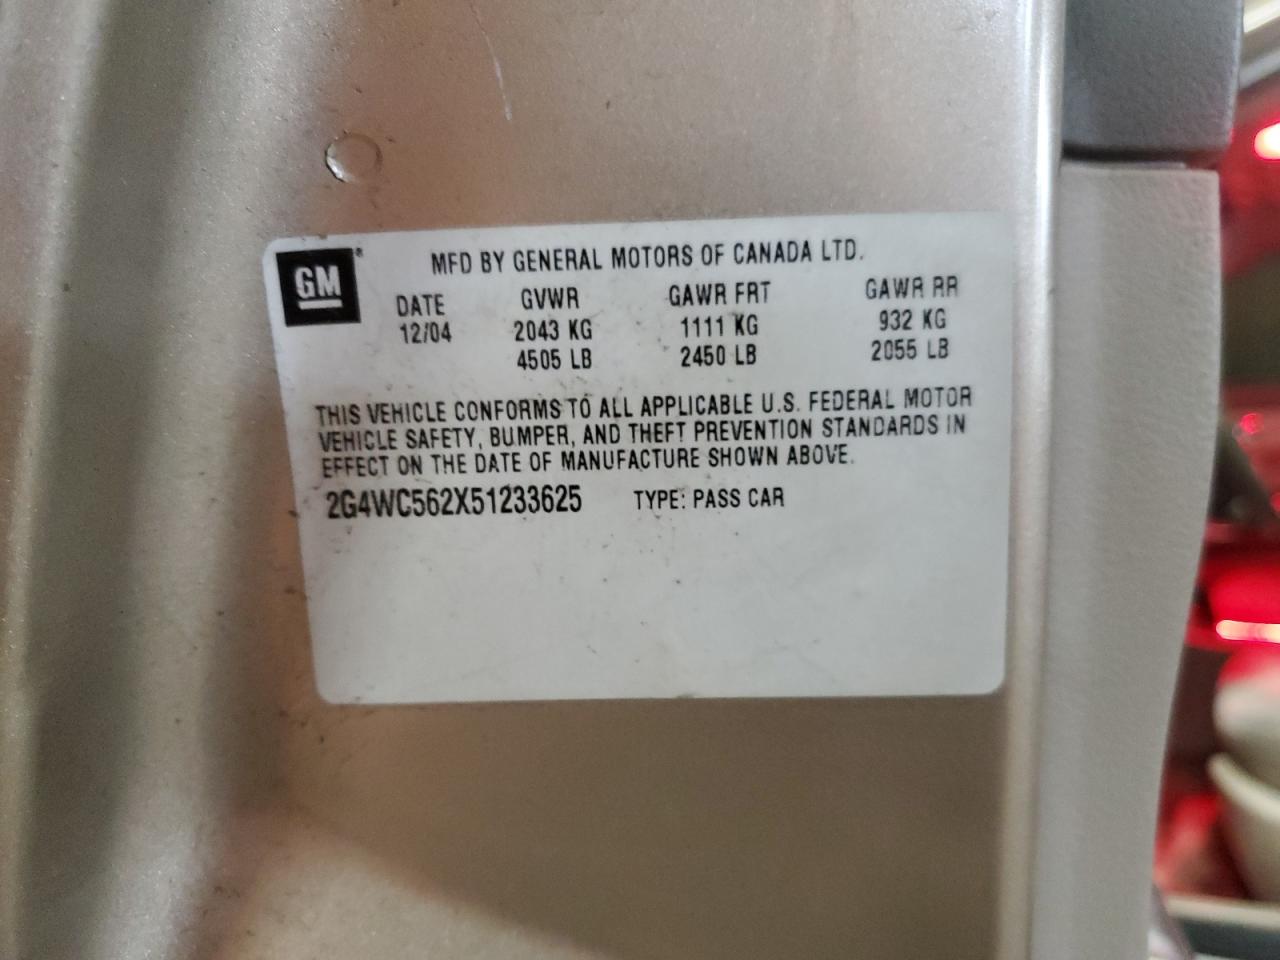 GM®
MFD BY GENERAL MOTORS OF CANADA LTD.
DATE GVWR GAWR FRT GAWR RR
12/04 2043 KG 1111 KG 932 KG
4505 LB 2450 LB 2055 LB
THIS VEHICLE CONFORMS TO ALL APPLICABLE U.S. FEDERAL MOTOR
VEHICLE SAFETY, BUMPER, AND THEFT PREVENTION STANDARDS IN
EFFECT ON THE DATE OF MANUFACTURE SHOWN ABOVE.
2G4WC562X51233625 TYPE: PASS CAR